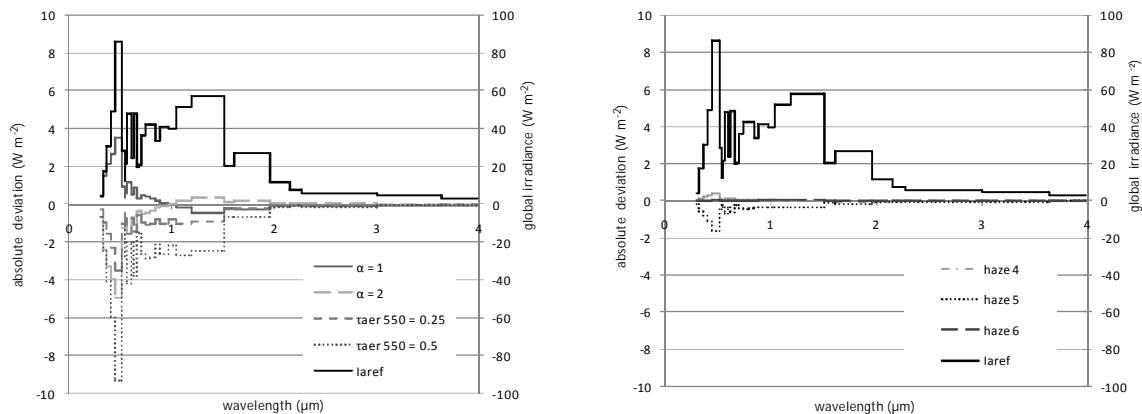 10
8
6
4
2
0
-2
-4
-6
-8
-10
absolute deviation (W m⁻²)
0 1 2 3 4
wavelength (µm)
100
80
60
40
20
0
-20
-40
-60
-80
-100
global irradiance (W m⁻²)
α = 1
α = 2
τaer 550 = 0.25
τaer 550 = 0.5
Iaref
10
8
6
4
2
0
-2
-4
-6
-8
-10
absolute deviation (W m⁻²)
0 1 2 3 4
wavelength (µm)
100
80
60
40
20
0
-20
-40
-60
-80
-100
global irradiance (W m⁻²)
haze 4
haze 5
haze 6
Iaref